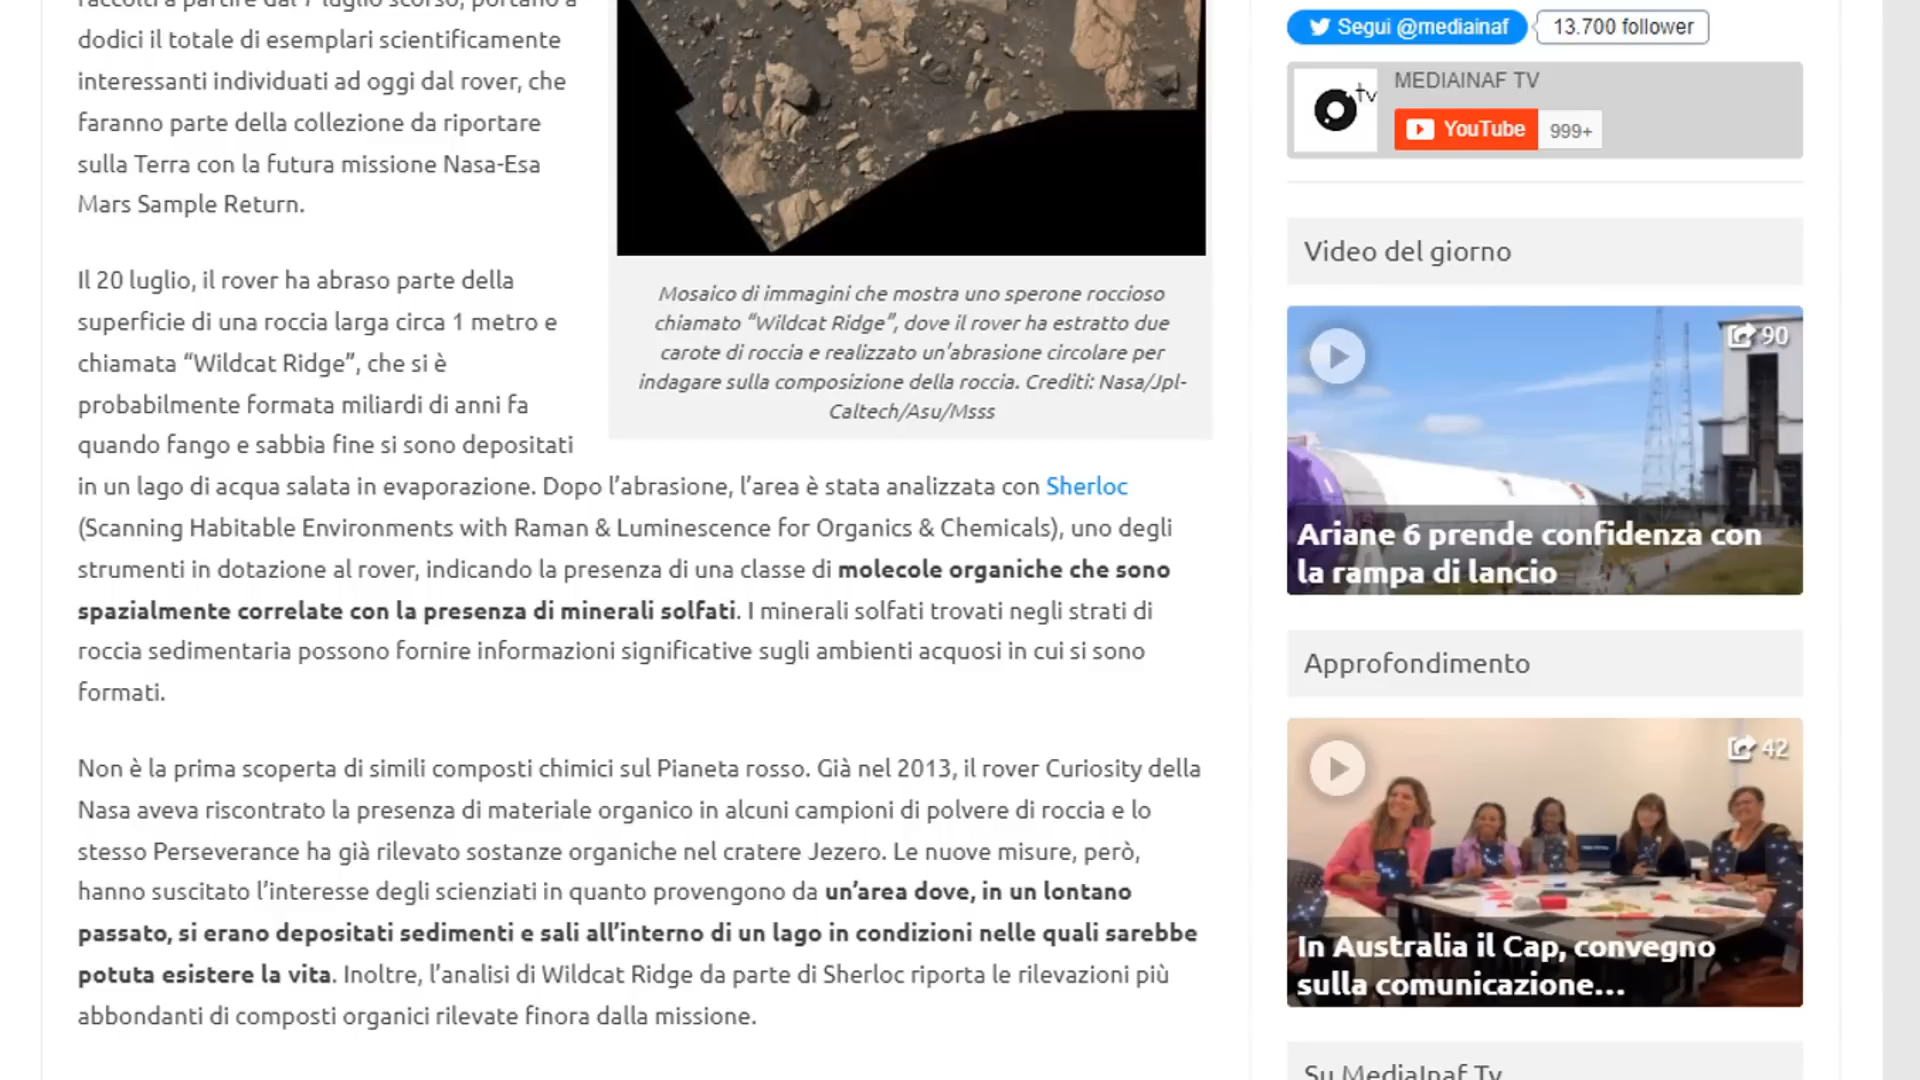 raccolti a partire dal 7 luglio scorso, portano a
dodici il totale di esemplari scientificamente
interessanti individuati ad oggi dal rover, che
faranno parte della collezione da riportare
sulla Terra con la futura missione Nasa-Esa
Mars Sample Return.
Il 20 luglio, il rover ha abraso parte della
superficie di una roccia larga circa 1 metro e
chiamata “Wildcat Ridge”, che si è
probabilmente formata miliardi di anni fa
quando fango e sabbia fine si sono depositati
in un lago di acqua salata in evaporazione. Dopo l’abrasione, l’area è stata analizzata con Sherloc
(Scanning Habitable Environments with Raman & Luminescence for Organics & Chemicals), uno degli
strumenti in dotazione al rover, indicando la presenza di una classe di molecole organiche che sono
spazialmente correlate con la presenza di minerali solfati. I minerali solfati trovati negli strati di
roccia sedimentaria possono fornire informazioni significative sugli ambienti acquosi in cui si sono
formati.
Non è la prima scoperta di simili composti chimici sul Pianeta rosso. Già nel 2013, il rover Curiosity della
Nasa aveva riscontrato la presenza di materiale organico in alcuni campioni di polvere di roccia e lo
stesso Perseverance ha già rilevato sostanze organiche nel cratere Jezero. Le nuove misure, però,
hanno suscitato l’interesse degli scienziati in quanto provengono da un’area dove, in un lontano
passato, si erano depositati sedimenti e sali all’interno di un lago in condizioni nelle quali sarebbe
potuta esistere la vita. Inoltre, l’analisi di Wildcat Ridge da parte di Sherloc riporta le rilevazioni più
abbondanti di composti organici rilevate finora dalla missione.
Mosaico di immagini che mostra uno sperone roccioso
chiamato “Wildcat Ridge”, dove il rover ha estratto due
carote di roccia e realizzato un’abrasione circolare per
indagare sulla composizione della roccia. Crediti: Nasa/Jpl-
Caltech/Asu/Msss
Segui @mediainaf
13.700 follower
tv
MEDIAINAF TV
YouTube
999+
Video del giorno
90
Ariane 6 prende confidenza con
la rampa di lancio
Approfondimento
42
In Australia il Cap, convegno
sulla comunicazione...
Su MediaInaf Tv